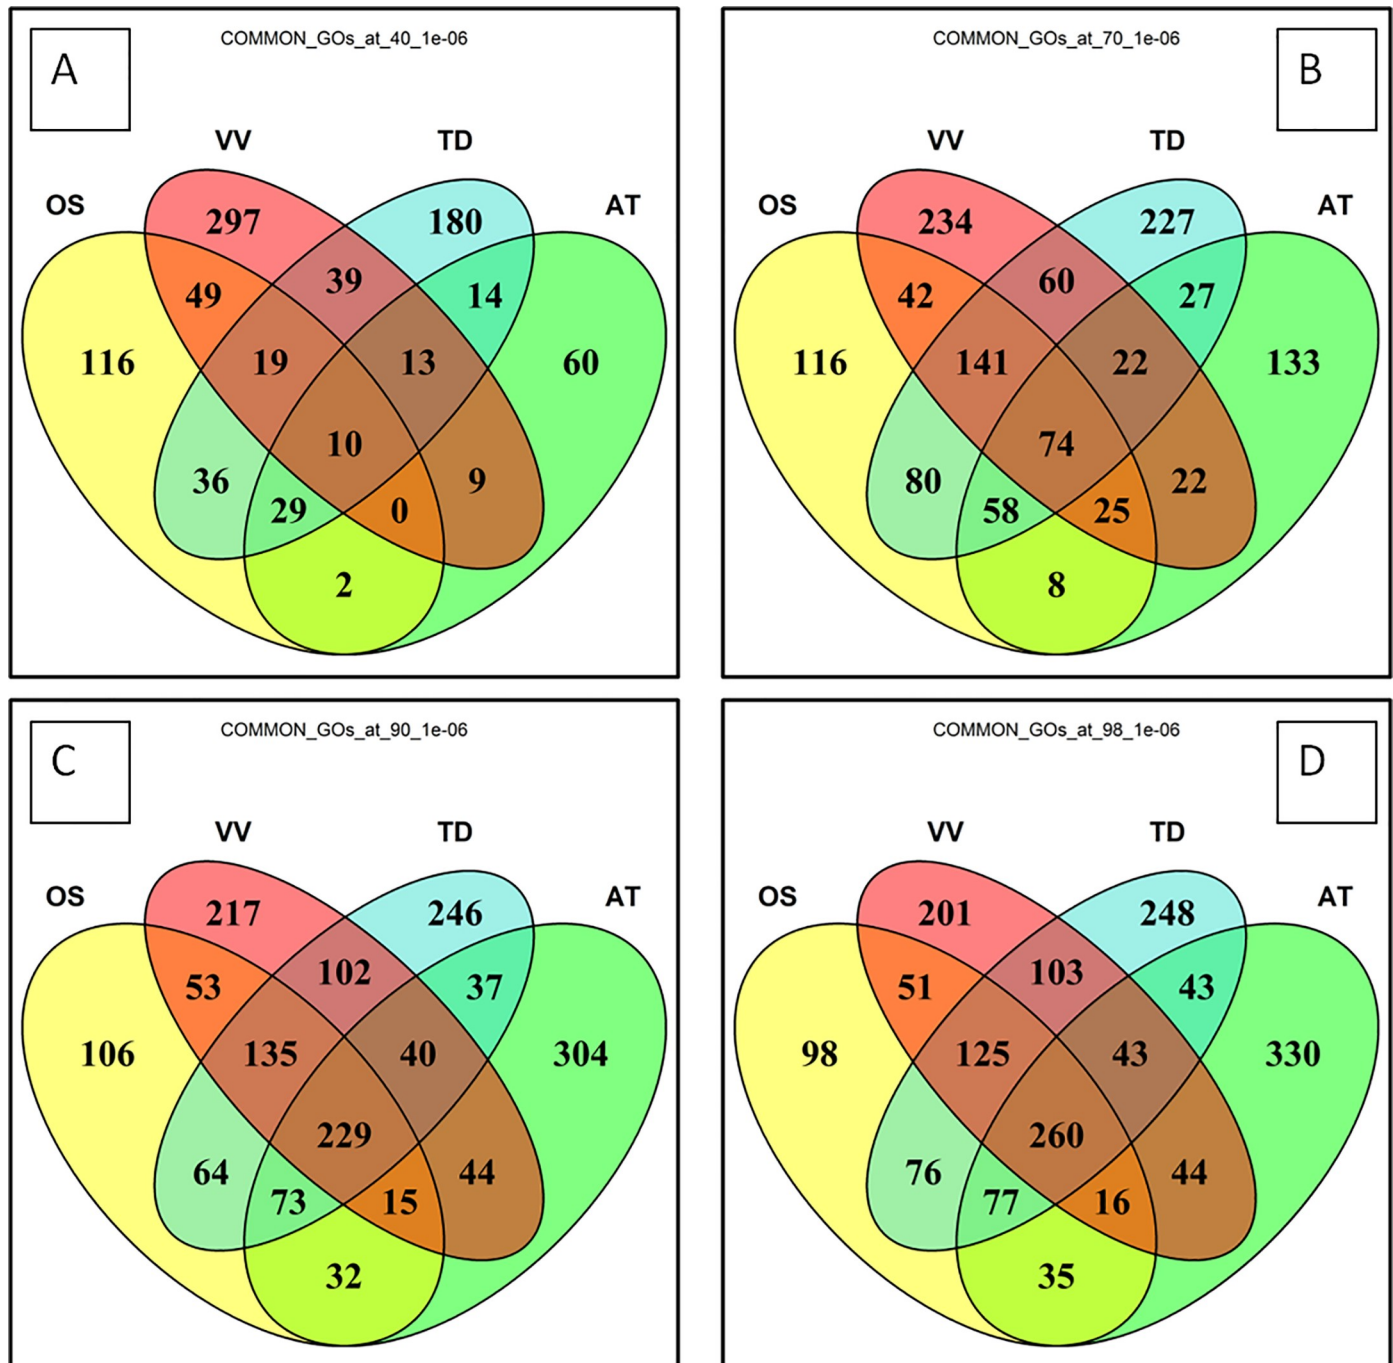 A
COMMON_GOs_at_40_1e-06
VV TD
OS AT
297 180
49 39 14
116 19 13 60
10
36 29 0 9
2
B
COMMON_GOs_at_70_1e-06
VV TD
OS AT
234 227
42 60 27
116 141 22 133
74
80 58 25 22
8
C
COMMON_GOs_at_90_1e-06
VV TD
OS AT
217 246
53 102 37
106 135 40 304
229
64 73 15 44
32
D
COMMON_GOs_at_98_1e-06
VV TD
OS AT
201 248
51 103 43
98 125 43 330
260
76 77 16 44
35